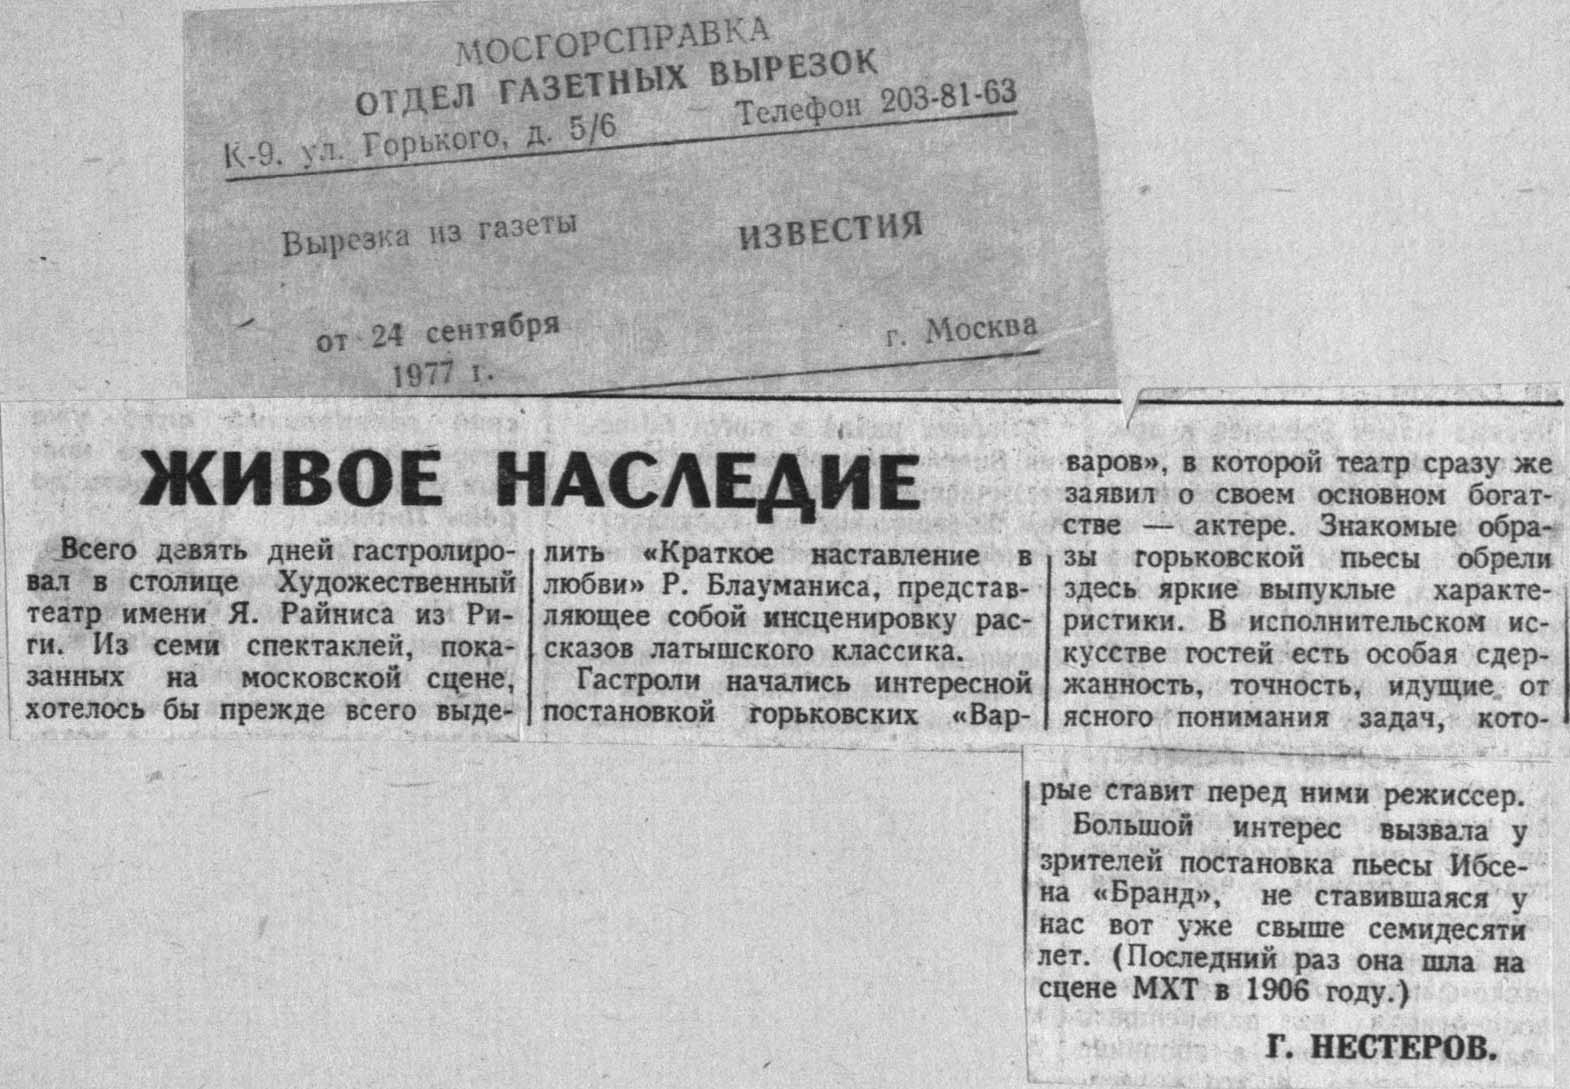 МОСГОРСПРАВКА
ОТДЕЛ ГАЗЕТНЫХ ВЫРЕЗОК
К-9. ул. Горького, д. 5/6 Телефон 203-81-63
Вырезка из газеты ИЗВЕСТИЯ
от 24 сентября г. Москва
1977 г.
ЖИВОЕ НАСЛЕДИЕ
Всего девять дней гастролиро-
вал в столице Художественный
театр имени Я. Райниса из Ри-
ги. Из семи спектаклей, пока-
занных на московской сцене,
хотелось бы прежде всего выде-
лить «Краткое наставление в
любви» Р. Блауманиса, представ-
ляющее собой инсценировку рас-
сказов латышского классика.
Гастроли начались интересной
постановкой горьковских «Вар-
варов», в которой театр сразу же
заявил о своем основном богат-
стве — актере. Знакомые обра-
зы горьковской пьесы обрели
здесь яркие выпуклые характе-
ристики. В исполнительском ис-
кусстве гостей есть особая сдер-
жанность, точность, идущие от
ясного понимания задач, кото-
рые ставит перед ними режиссер.
Большой интерес вызвала у
зрителей постановка пьесы Ибсе-
на «Бранд», не ставившаяся у
нас вот уже свыше семидесяти
лет. (Последний раз она шла на
сцене МХТ в 1906 году.)
Г. НЕСТЕРОВ.